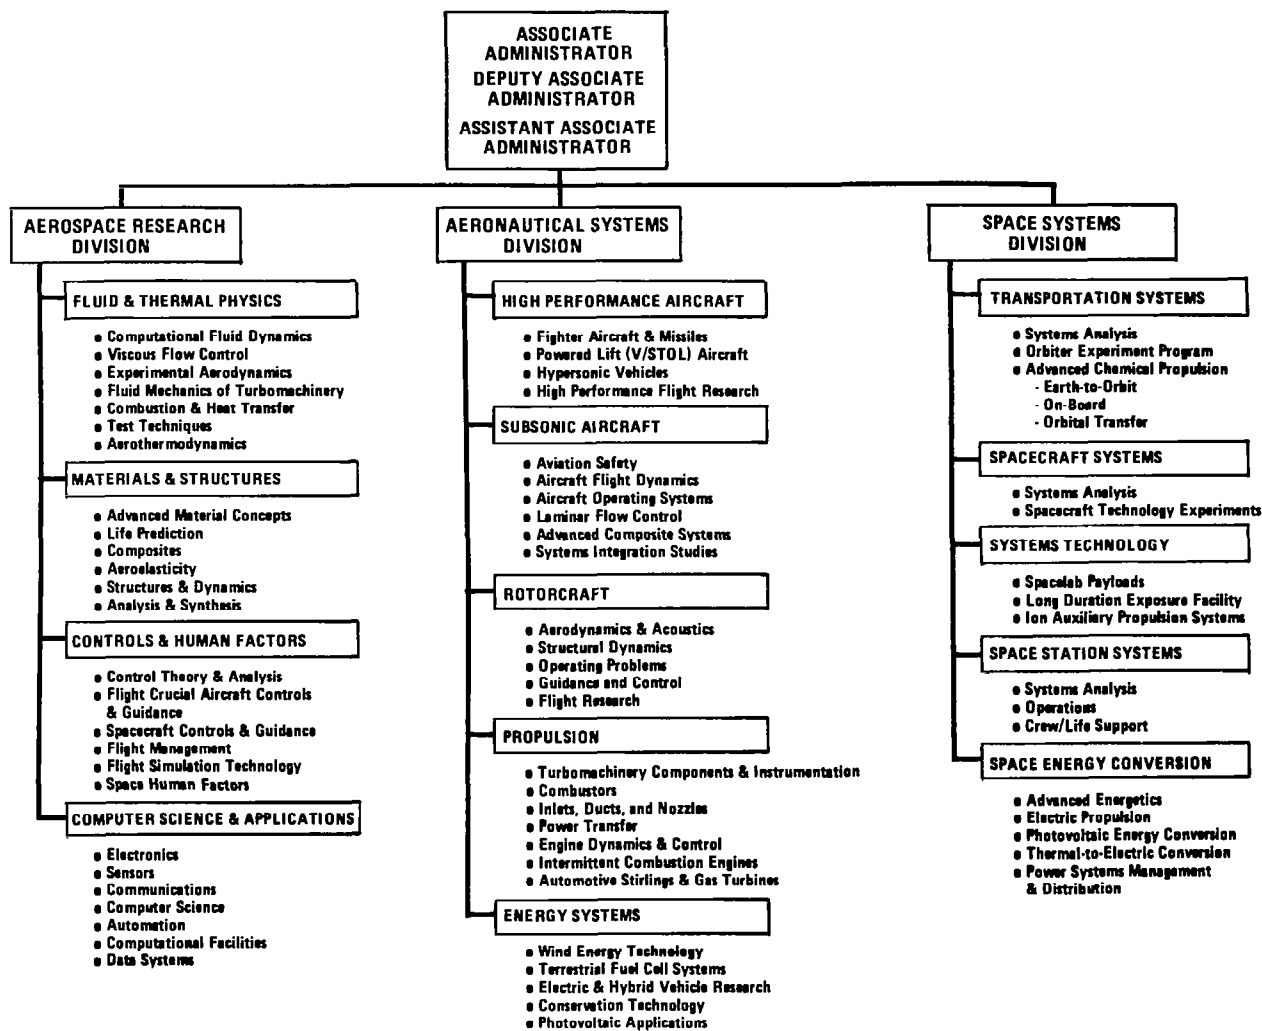 ASSOCIATE
ADMINISTRATOR
DEPUTY ASSOCIATE
ADMINISTRATOR
ASSISTANT ASSOCIATE
ADMINISTRATOR
AEROSPACE RESEARCH
DIVISION
FLUID & THERMAL PHYSICS
• Computational Fluid Dynamics
• Viscous Flow Control
• Experimental Aerodynamics
• Fluid Mechanics of Turbomachinery
• Combustion & Heat Transfer
• Test Techniques
• Aerothermodynamics
MATERIALS & STRUCTURES
• Advanced Material Concepts
• Life Prediction
• Composites
• Aeroelasticity
• Structures & Dynamics
• Analysis & Synthesis
CONTROLS & HUMAN FACTORS
• Control Theory & Analysis
• Flight Crucial Aircraft Controls
& Guidance
• Spacecraft Controls & Guidance
• Flight Management
• Flight Simulation Technology
• Space Human Factors
COMPUTER SCIENCE & APPLICATIONS
• Electronics
• Sensors
• Communications
• Computer Science
• Automation
• Computational Facilities
• Data Systems
AERONAUTICAL SYSTEMS
DIVISION
HIGH PERFORMANCE AIRCRAFT
• Fighter Aircraft & Missiles
• Powered Lift (V/STOL) Aircraft
• Hypersonic Vehicles
• High Performance Flight Research
SUBSONIC AIRCRAFT
• Aviation Safety
• Aircraft Flight Dynamics
• Aircraft Operating Systems
• Laminar Flow Control
• Advanced Composite Systems
• Systems Integration Studies
ROTORCRAFT
• Aerodynamics & Acoustics
• Structural Dynamics
• Operating Problems
• Guidance and Control
• Flight Research
PROPULSION
• Turbomachinery Components & Instrumentation
• Combustors
• Inlets, Ducts, and Nozzles
• Power Transfer
• Engine Dynamics & Control
• Intermittent Combustion Engines
• Automotive Stirlings & Gas Turbines
ENERGY SYSTEMS
• Wind Energy Technology
• Terrestrial Fuel Cell Systems
• Electric & Hybrid Vehicle Research
• Conservation Technology
• Photovoltaic Applications
SPACE SYSTEMS
DIVISION
TRANSPORTATION SYSTEMS
• Systems Analysis
• Orbiter Experiment Program
• Advanced Chemical Propulsion
- Earth-to-Orbit
- On-Board
- Orbital Transfer
SPACECRAFT SYSTEMS
• Systems Analysis
• Spacecraft Technology Experiments
SYSTEMS TECHNOLOGY
• Spacelab Payloads
• Long Duration Exposure Facility
• Ion Auxiliary Propulsion Systems
SPACE STATION SYSTEMS
• Systems Analysis
• Operations
• Crew/Life Support
SPACE ENERGY CONVERSION
• Advanced Energetics
• Electric Propulsion
• Photovoltaic Energy Conversion
• Thermal-to-Electric Conversion
• Power Systems Management
& Distribution